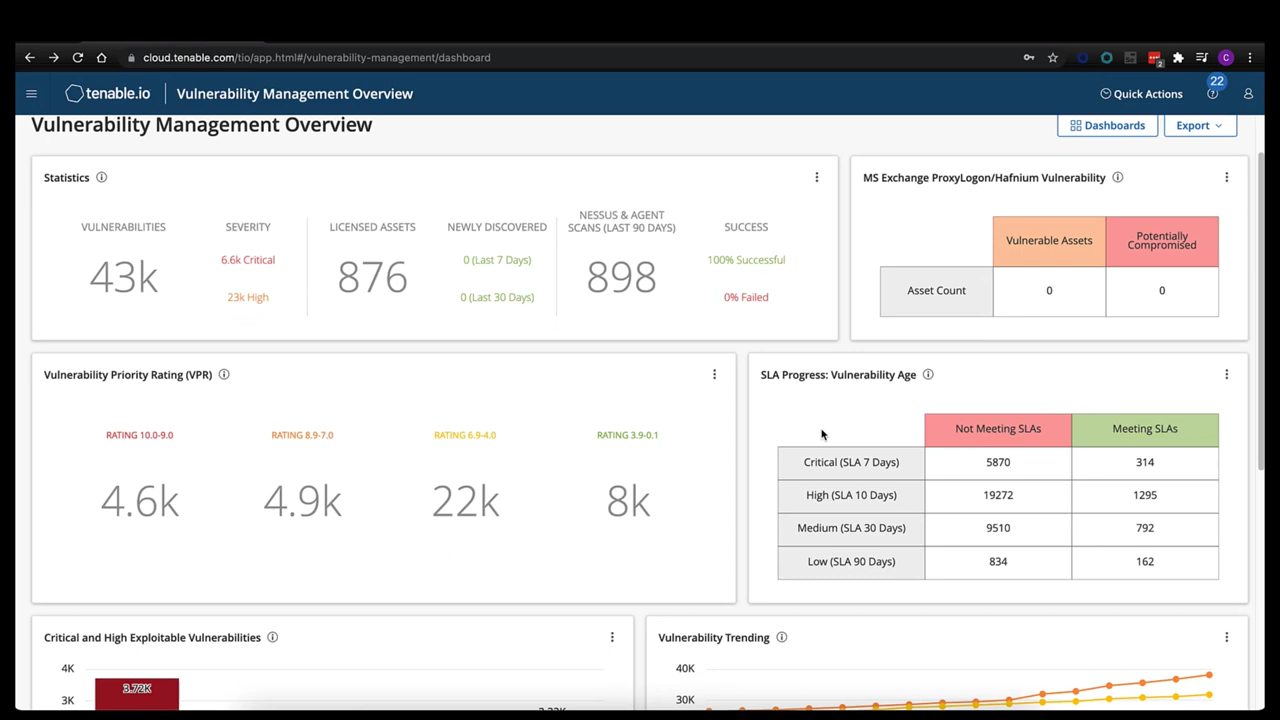 cloud.tenable.com/tio/app.html#/vulnerability-management/dashboard
C
2
tenable.io
Vulnerability Management Overview
Quick Actions
22
Vulnerability Management Overview
Dashboards
Export
Statistics
VULNERABILITIES
43k
SEVERITY
6.6k Critical
23k High
LICENSED ASSETS
876
NEWLY DISCOVERED
0 (Last 7 Days)
0 (Last 30 Days)
NESSUS & AGENT
SCANS (LAST 90 DAYS)
898
SUCCESS
100% Successful
0% Failed
MS Exchange ProxyLogon/Hafnium Vulnerability
Vulnerable Assets
Potentially
Compromised
Asset Count 0 0
Vulnerability Priority Rating (VPR)
RATING 10.0-9.0 RATING 8.9-7.0 RATING 6.9-4.0 RATING 3.9-0.1
4.6k 4.9k 22k 8k
SLA Progress: Vulnerability Age
Not Meeting SLAs Meeting SLAs
Critical (SLA 7 Days) 5870 314
High (SLA 10 Days) 19272 1295
Medium (SLA 30 Days) 9510 792
Low (SLA 90 Days) 834 162
Critical and High Exploitable Vulnerabilities
4K
3.72K
3K
Vulnerability Trending
40K
30K